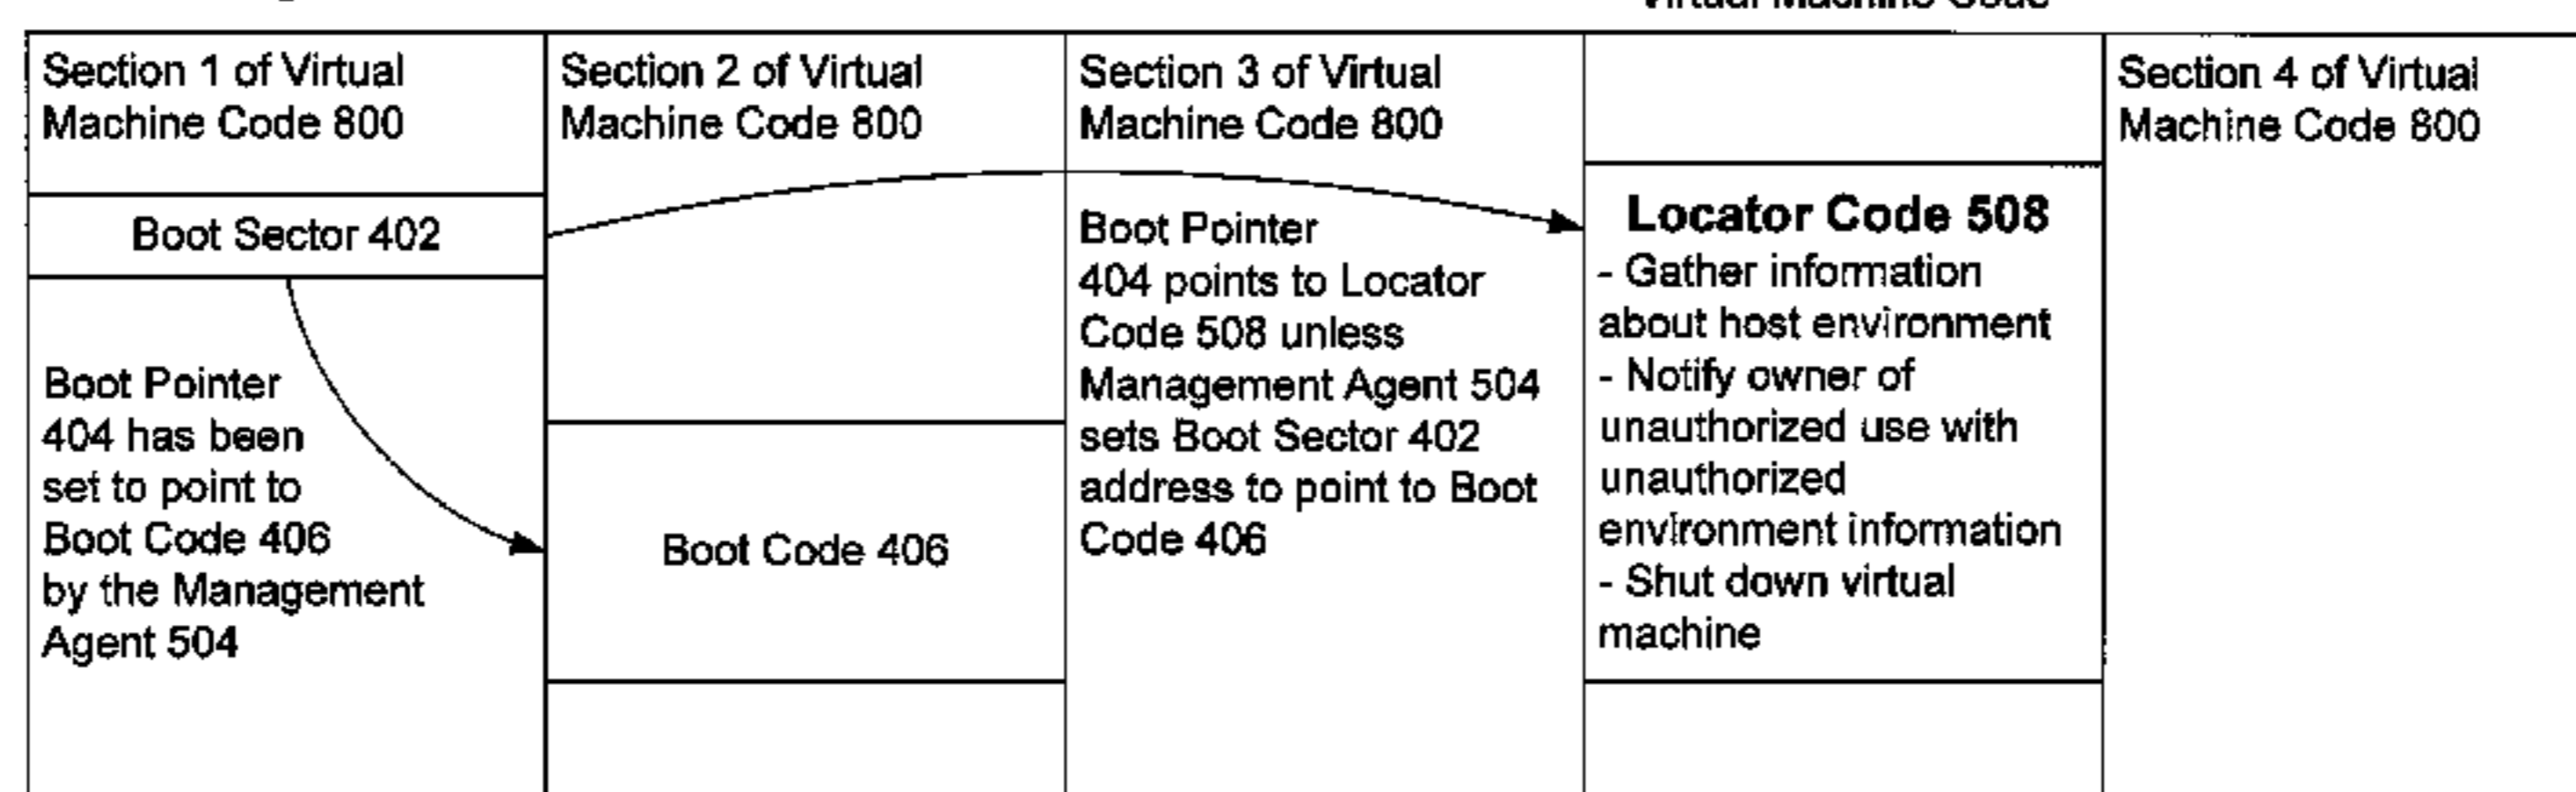 Virtual Machine Code
Section 1 of Virtual
Machine Code 800
Boot Sector 402
Boot Pointer
404 has been
set to point to
Boot Code 406
by the Management
Agent 504
Section 2 of Virtual
Machine Code 800
Boot Code 406
Section 3 of Virtual
Machine Code 800
Boot Pointer
404 points to Locator
Code 508 unless
Management Agent 504
sets Boot Sector 402
address to point to Boot
Code 406
Locator Code 508
- Gather information
about host environment
- Notify owner of
unauthorized use with
unauthorized
environment information
- Shut down virtual
machine
Section 4 of Virtual
Machine Code 800